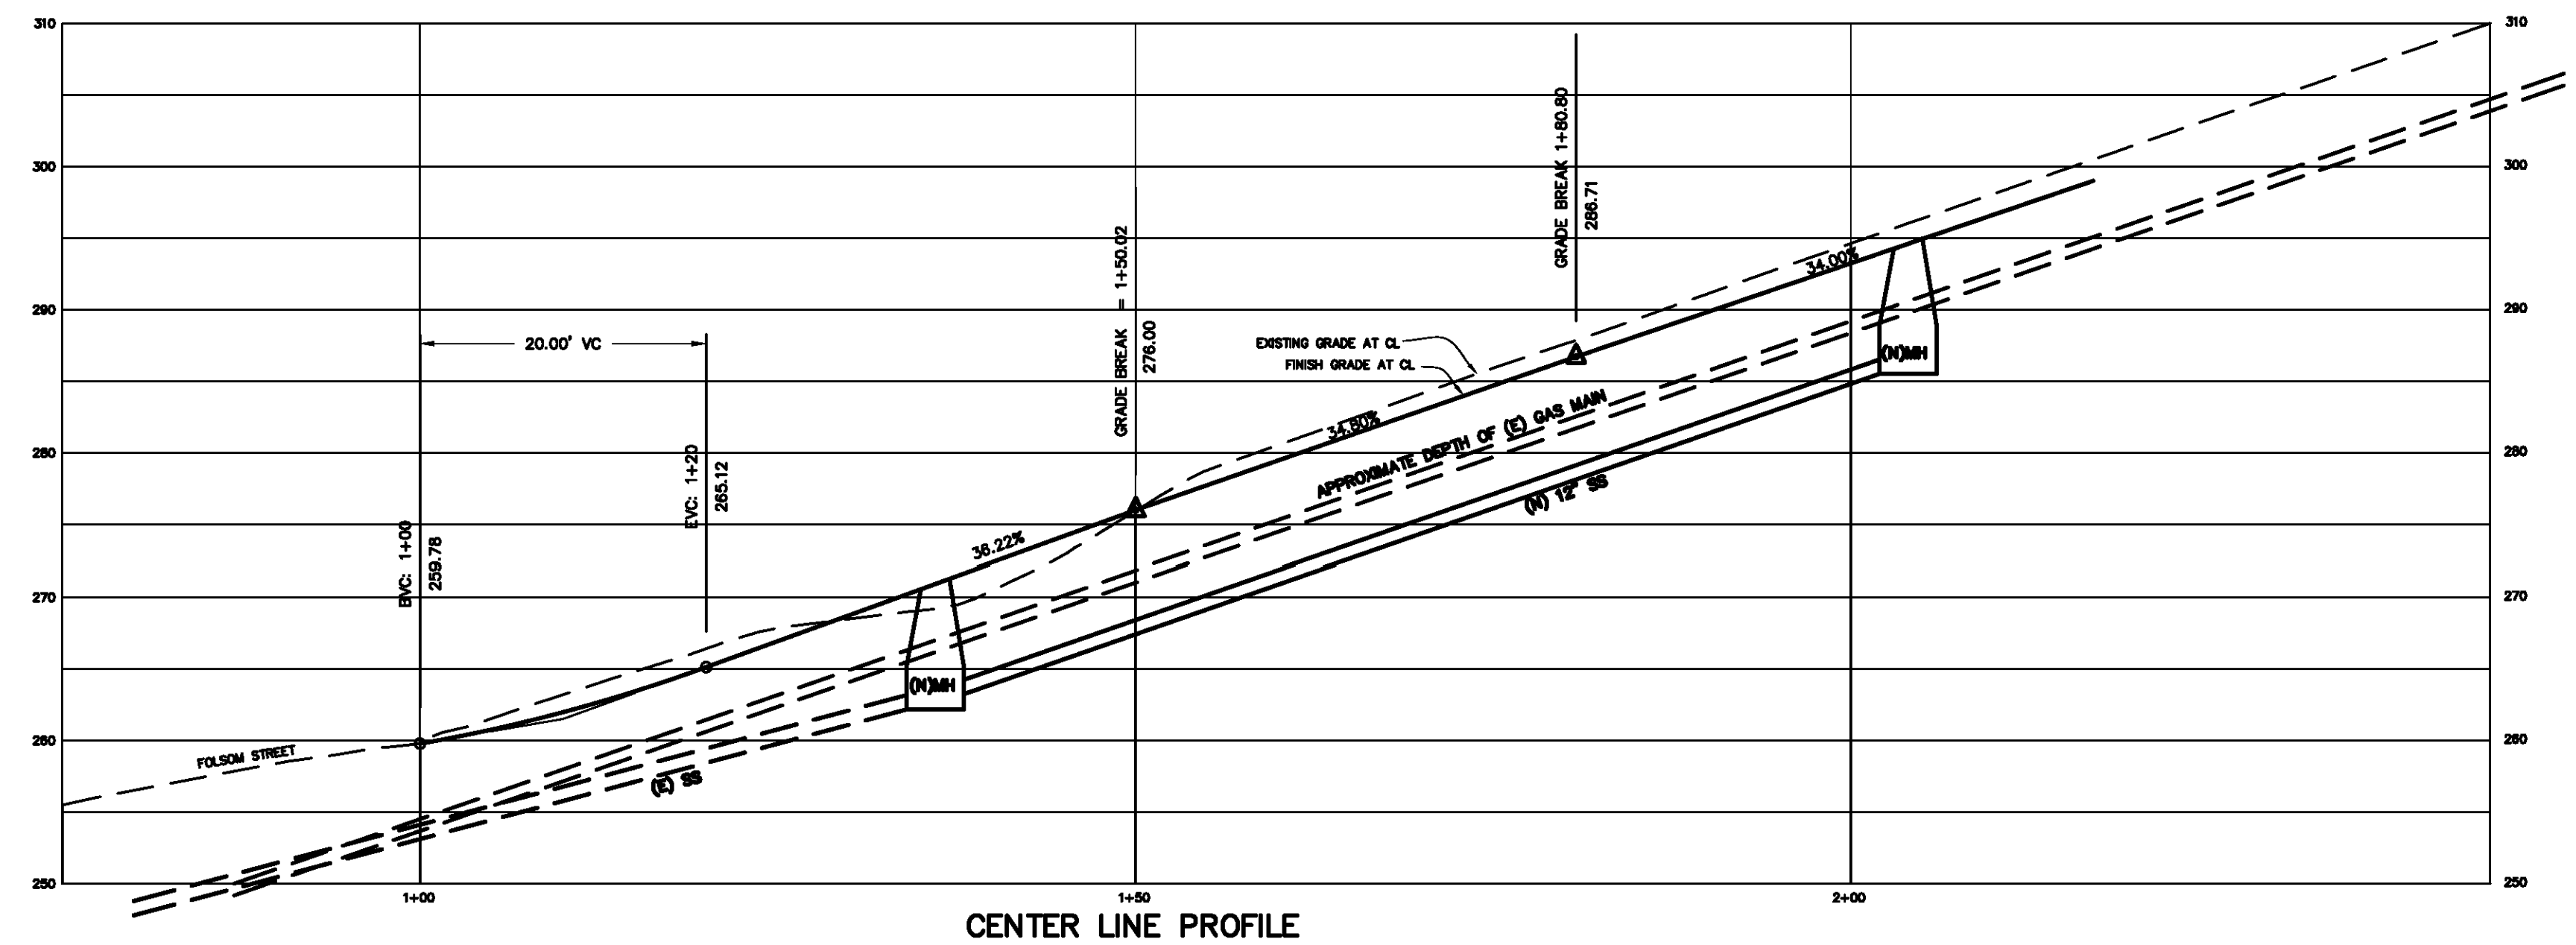 310
310
300
300
290
290
280
280
270
270
260
260
250
250
GRADE BREAK 1+80.80
286.71
GRADE BREAK = 1+50.02
276.00
20.00' VC
EVC: 1+20
265.12
BVC: 1+00
259.78
EXISTING GRADE AT CL
FINISH GRADE AT CL
34.00%
34.80%
36.22%
(N)MH
(N)MH
APPROXIMATE DEPTH OF (E) GAS MAIN
(N) 12" SS
(E) SS
FOLSOM STREET
1+00
1+50
2+00
CENTER LINE PROFILE